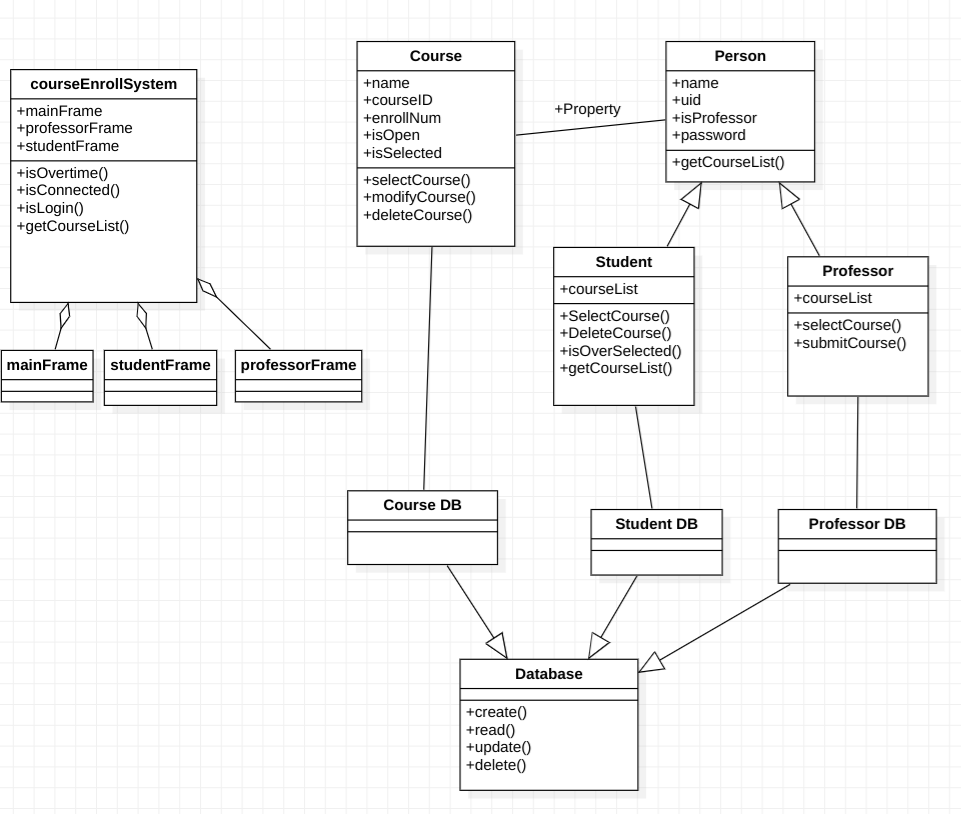 courseEnrollSystem
+mainFrame
+professorFrame
+studentFrame
+isOvertime()
+isConnected()
+isLogin()
+getCourseList()
mainFrame
studentFrame
professorFrame
Course
+name
+courseID
+enrollNum
+isOpen
+isSelected
+selectCourse()
+modifyCourse()
+deleteCourse()
+Property
Person
+name
+uid
+isProfessor
+password
+getCourseList()
Student
+courseList
+SelectCourse()
+DeleteCourse()
+isOverSelected()
+getCourseList()
Professor
+courseList
+selectCourse()
+submitCourse()
Course DB
Student DB
Professor DB
Database
+create()
+read()
+update()
+delete()